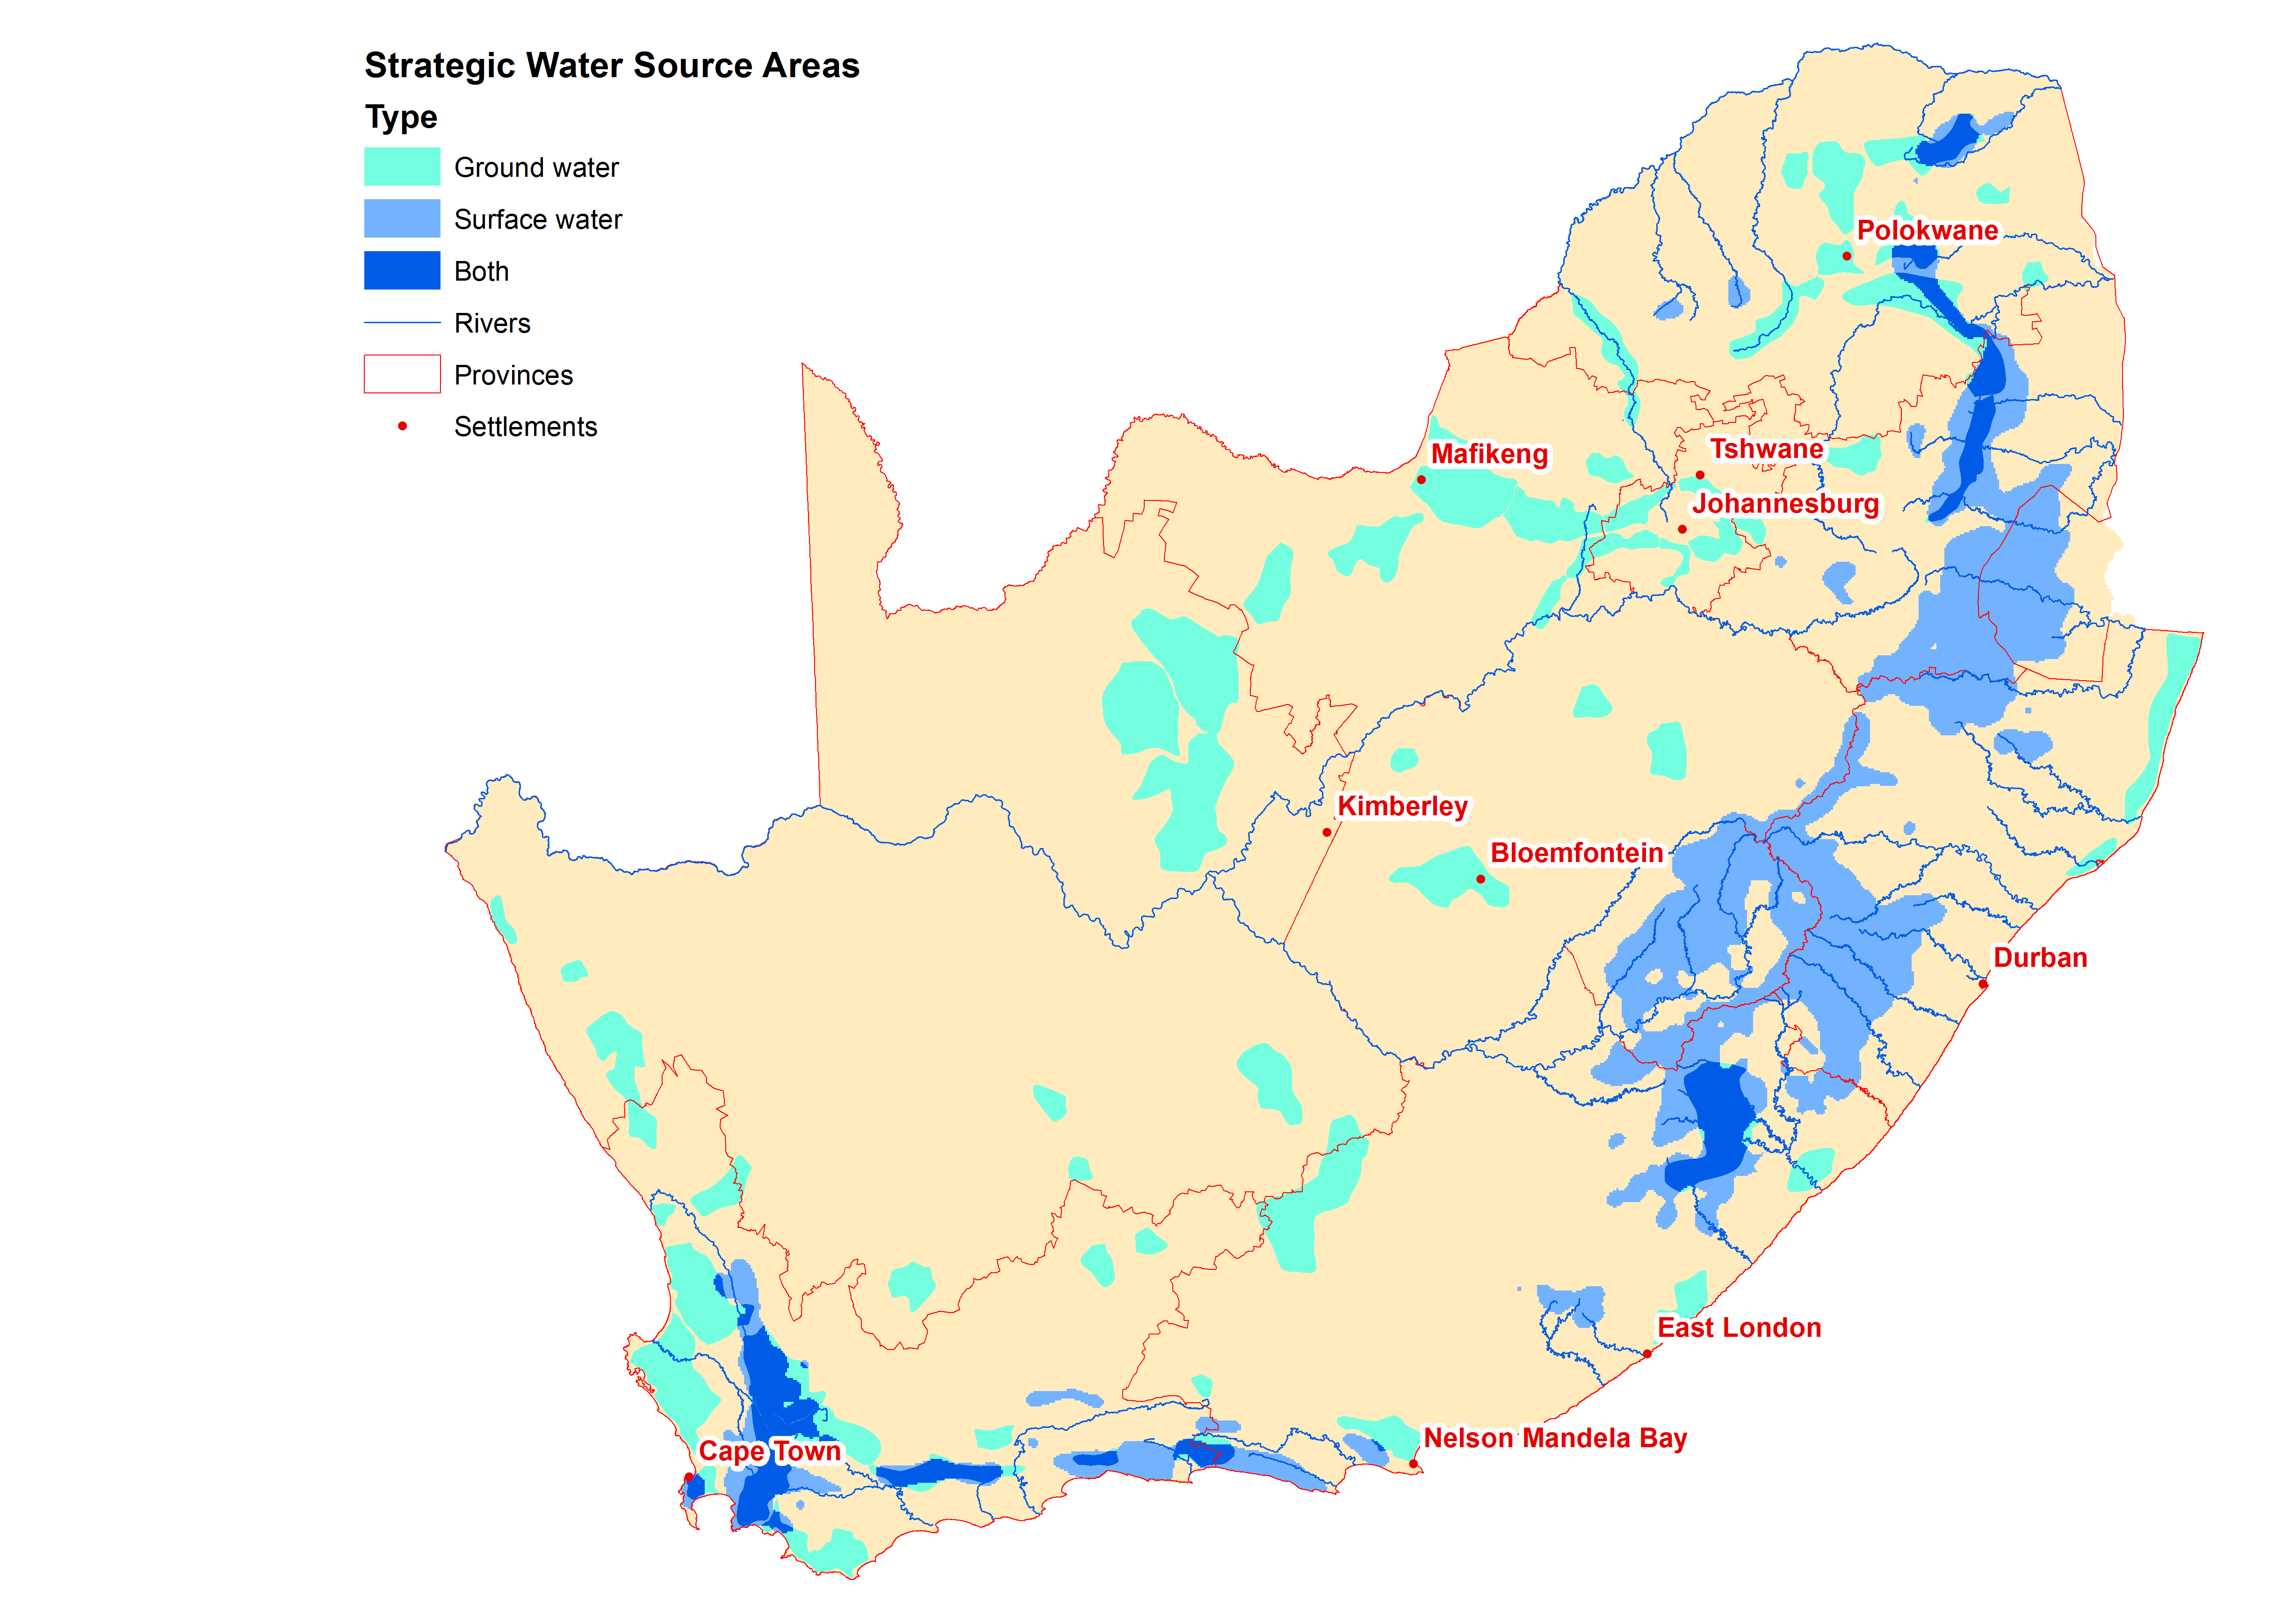 Strategic Water Source Areas
Type
Ground water
Surface water
Both
Rivers
Provinces
Settlements
Polokwane
Mafikeng
Tshwane
Johannesburg
Kimberley
Bloemfontein
Durban
East London
Nelson Mandela Bay
Cape Town